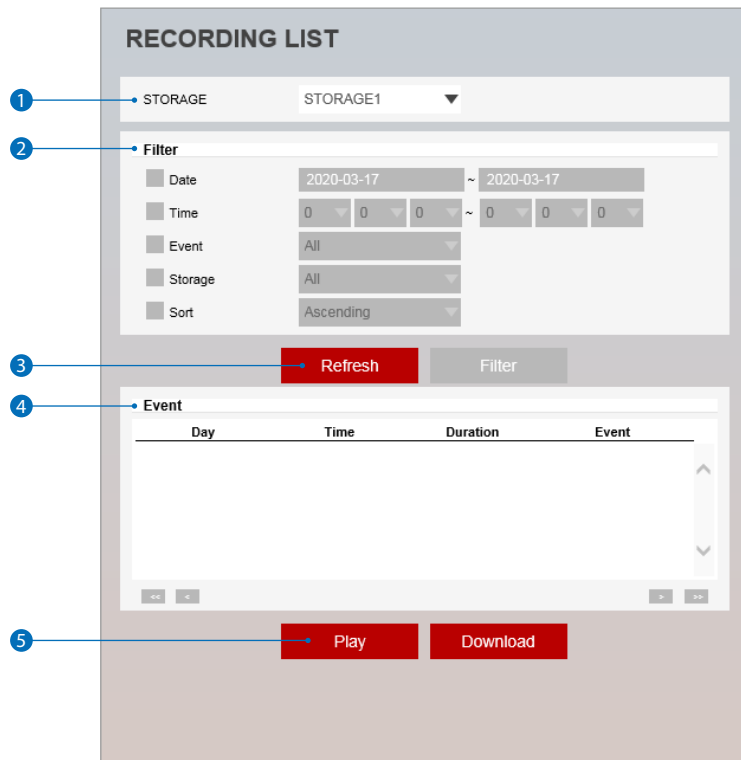 RECORDING LIST
1 STORAGE STORAGE1
2 Filter
Date 2020-03-17 ~ 2020-03-17
Time 0 0 0 ~ 0 0 0
Event All
Storage All
Sort Ascending
3 Refresh Filter
4 Event
Day Time Duration Event
<< < > >>
5 Play Download